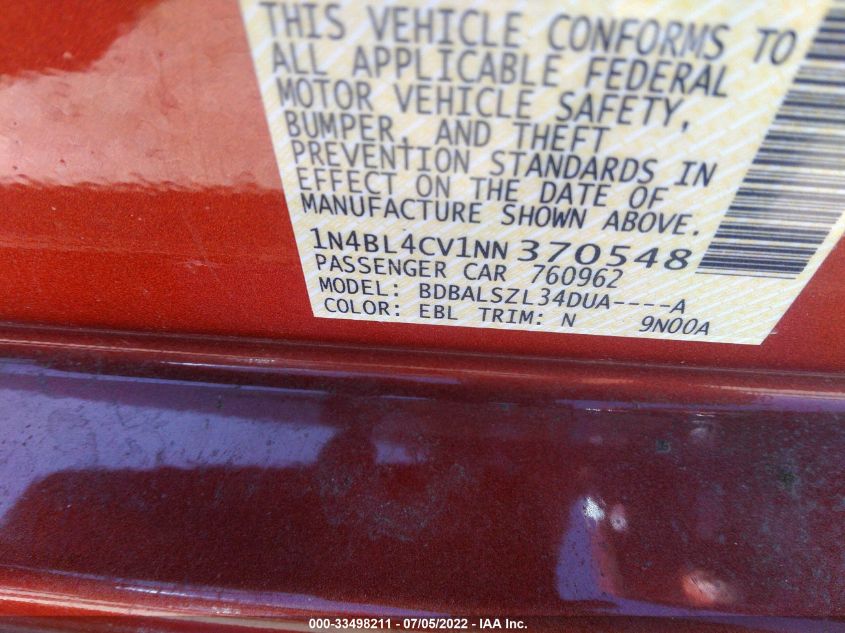 THIS VEHICLE CONFORMS TO
ALL APPLICABLE FEDERAL
MOTOR VEHICLE SAFETY,
BUMPER, AND THEFT
PREVENTION STANDARDS IN
EFFECT ON THE DATE OF
MANUFACTURE SHOWN ABOVE.
1N4BL4CV1NN370548
PASSENGER CAR 760962
MODEL: BDBALSZL34DUA----A
COLOR: EBL TRIM: N 9N00A
000-33498211 - 07/05/2022 - IAA Inc.